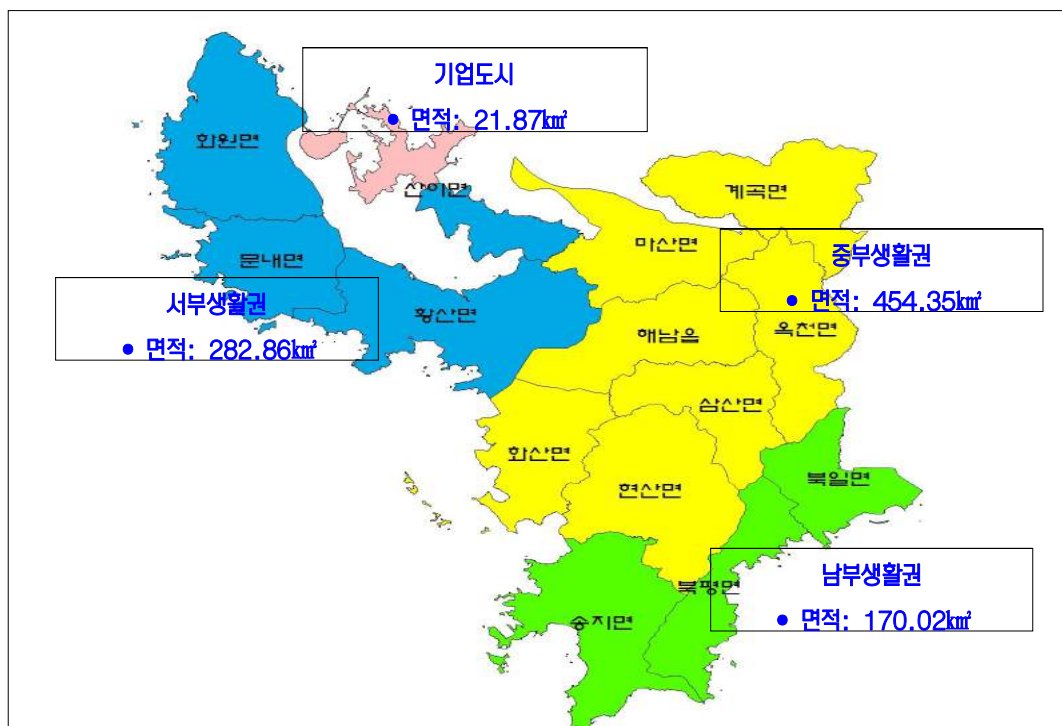 기업도시
● 면적: 21.87㎢
화원면
산이면
계곡면
마산면
중부생활권
● 면적: 454.35㎢
문내면
서부생활권
● 면적: 282.86㎢
황산면
해남읍
옥천면
삼산면
화산면
현산면
북일면
남부생활권
● 면적: 170.02㎢
북평면
송지면